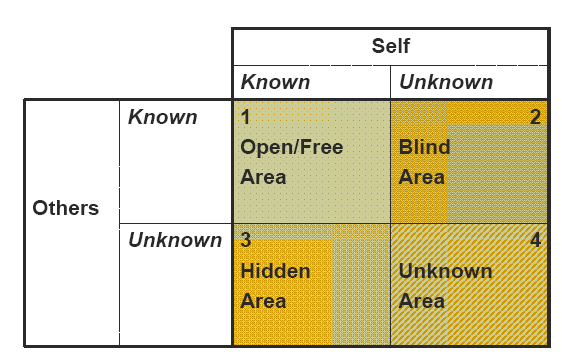 Self
Known Unknown
Known 1 2
Open/Free Blind
Area Area
Others
Unknown 3 4
Hidden Unknown
Area Area